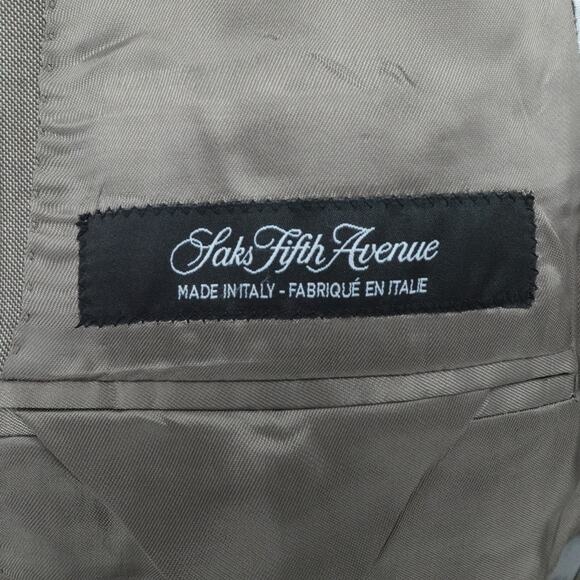 Saks Fifth Avenue
MADE IN ITALY - FABRIQUÉ EN ITALIE